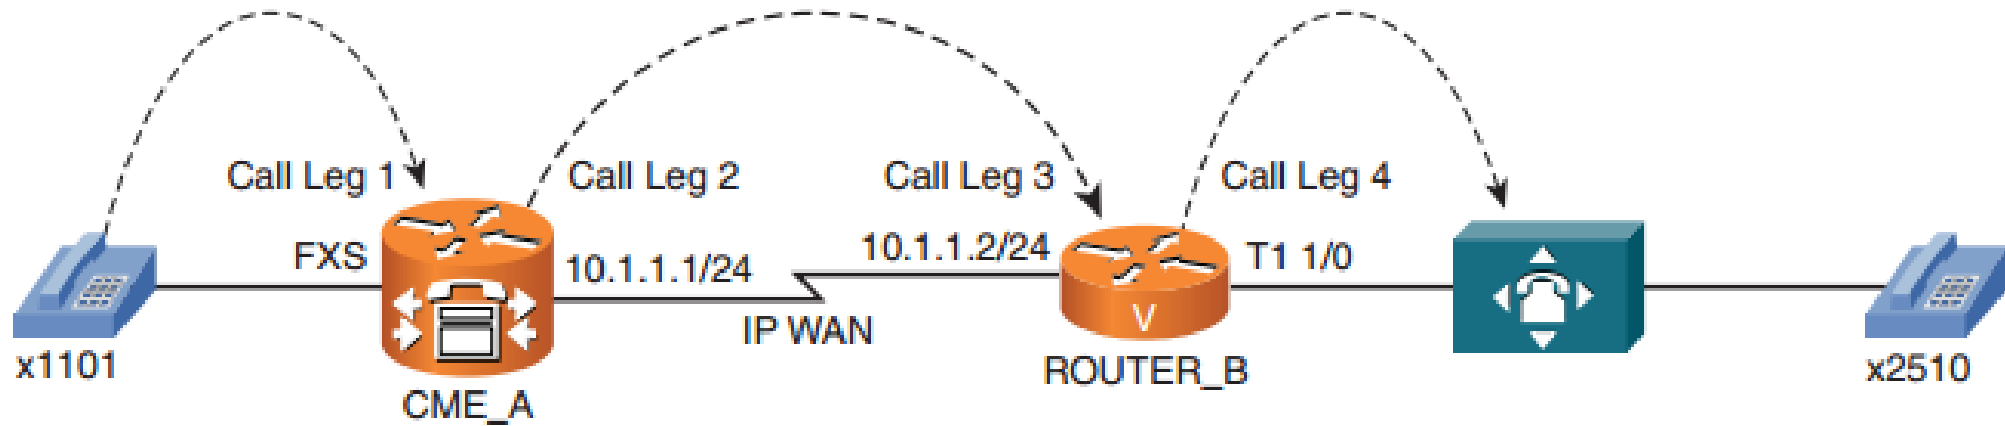 Call Leg 1
Call Leg 2
Call Leg 3
Call Leg 4
FXS
10.1.1.1/24
10.1.1.2/24
T1 1/0
IP WAN
V
x1101
CME_A
ROUTER_B
x2510